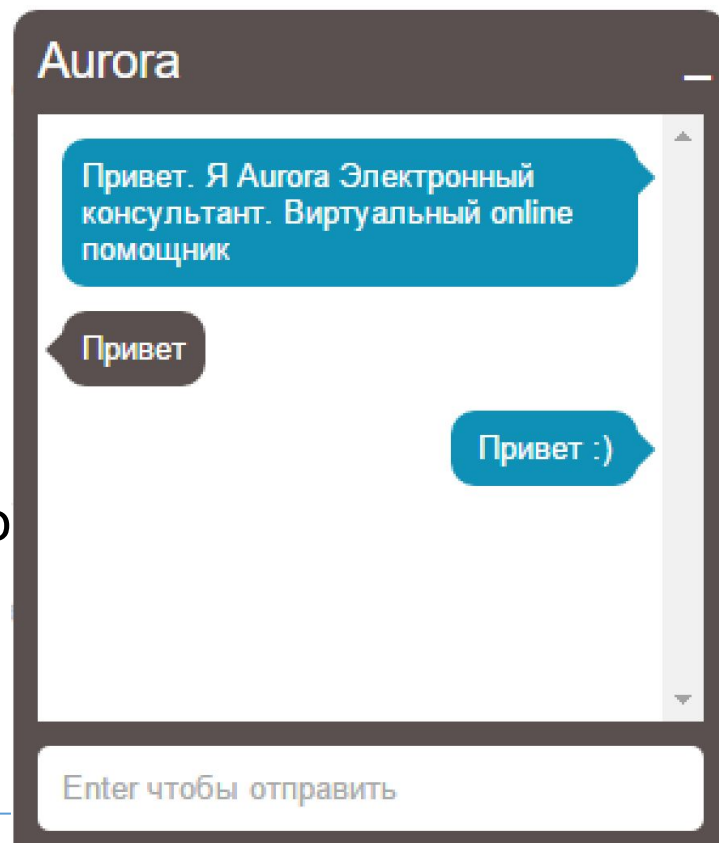 Aurora
Привет. Я Aurora Электронный
консультант. Виртуальный online
помощник
Привет
Привет :)
Enter чтобы отправить